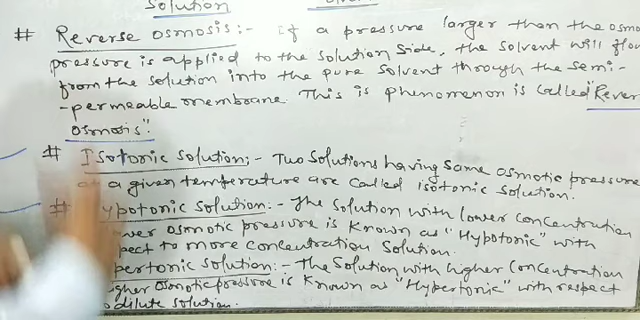 Solution
# Reverse osmosis:- If a pressure larger than the osmo
pressure is applied to the solution side, the solvent will flow
from the solution into the pure solvent through the semi-
-permeable membrane. This is phenomenon is called "Rever
osmosis".
# Isotonic solution:- Two solutions having same osmotic pressure
at a given temperature are called isotonic solution.
# Hypotonic solution:- The solution with lower concentration
wer osmotic pressure is known as "Hypotonic" with
pect to more concentration solution.
pertonic solution:- The solution with higher concentration
igher osmotic pressure is known as "Hypertonic" with respect
o dilute solution.